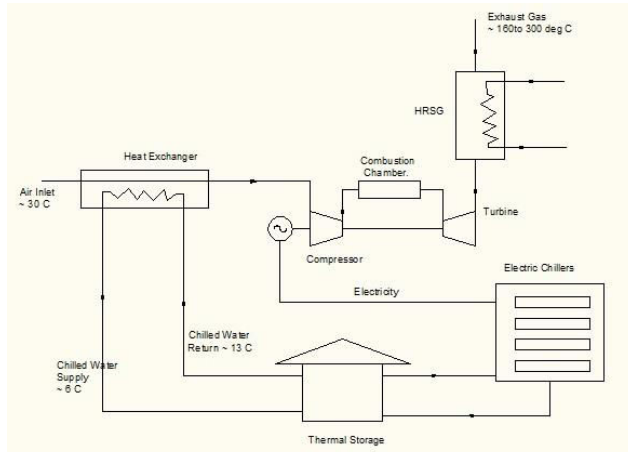 Exhaust Gas
~ 160to 300 deg C
HRSG
Heat Exchanger
Combustion
Chamber.
Air Inlet
~ 30 C
Turbine
Compressor
Electric Chillers
Electricity
Chilled Water
Return ~ 13 C
Chilled Water
Supply
~ 6 C
Thermal Storage